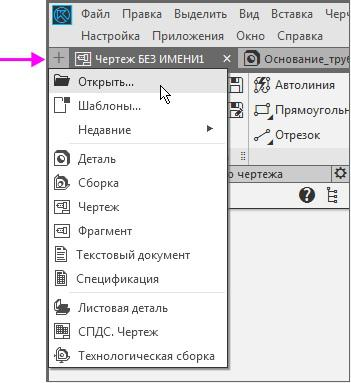 Файл Правка Выделить Вид Вставка Черч
Настройка Приложения Окно Справка
Чертеж БЕЗ ИМЕНИ1 Основание_труб
Открыть...
Шаблоны...
Недавние
Деталь
Сборка
Чертеж
Фрагмент
Текстовый документ
Спецификация
Листовая деталь
СПДС. Чертеж
Технологическая сборка
Автолиния
Прямоугольн
Отрезок
о чертежа